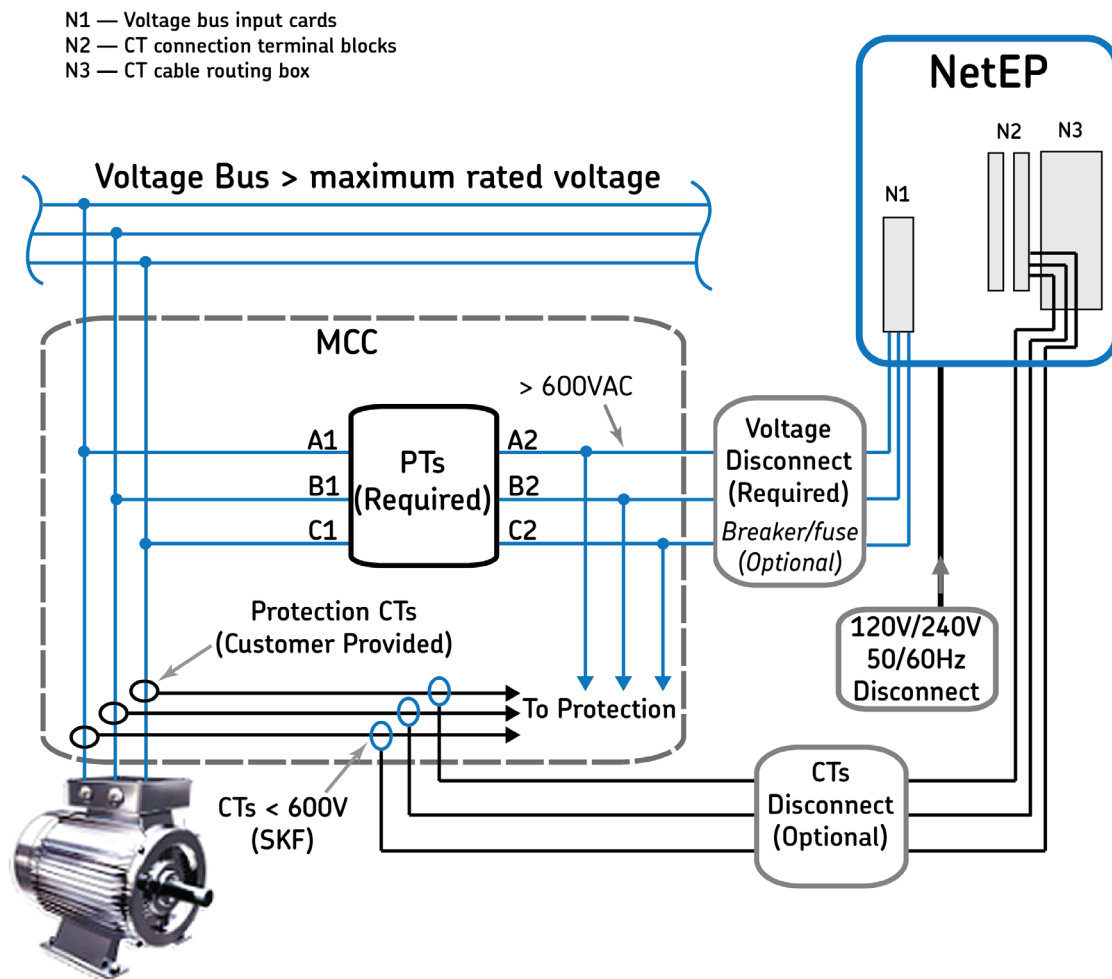 N1 — Voltage bus input cards
N2 — CT connection terminal blocks
N3 — CT cable routing box
NetEP
N2
N3
N1
Voltage Bus > maximum rated voltage
MCC
> 600VAC
A1
B1
C1
PTs
(Required)
A2
B2
C2
Voltage
Disconnect
(Required)
Breaker/fuse
(Optional)
Protection CTs
(Customer Provided)
To Protection
120V/240V
50/60Hz
Disconnect
CTs < 600V
(SKF)
CTs
Disconnect
(Optional)